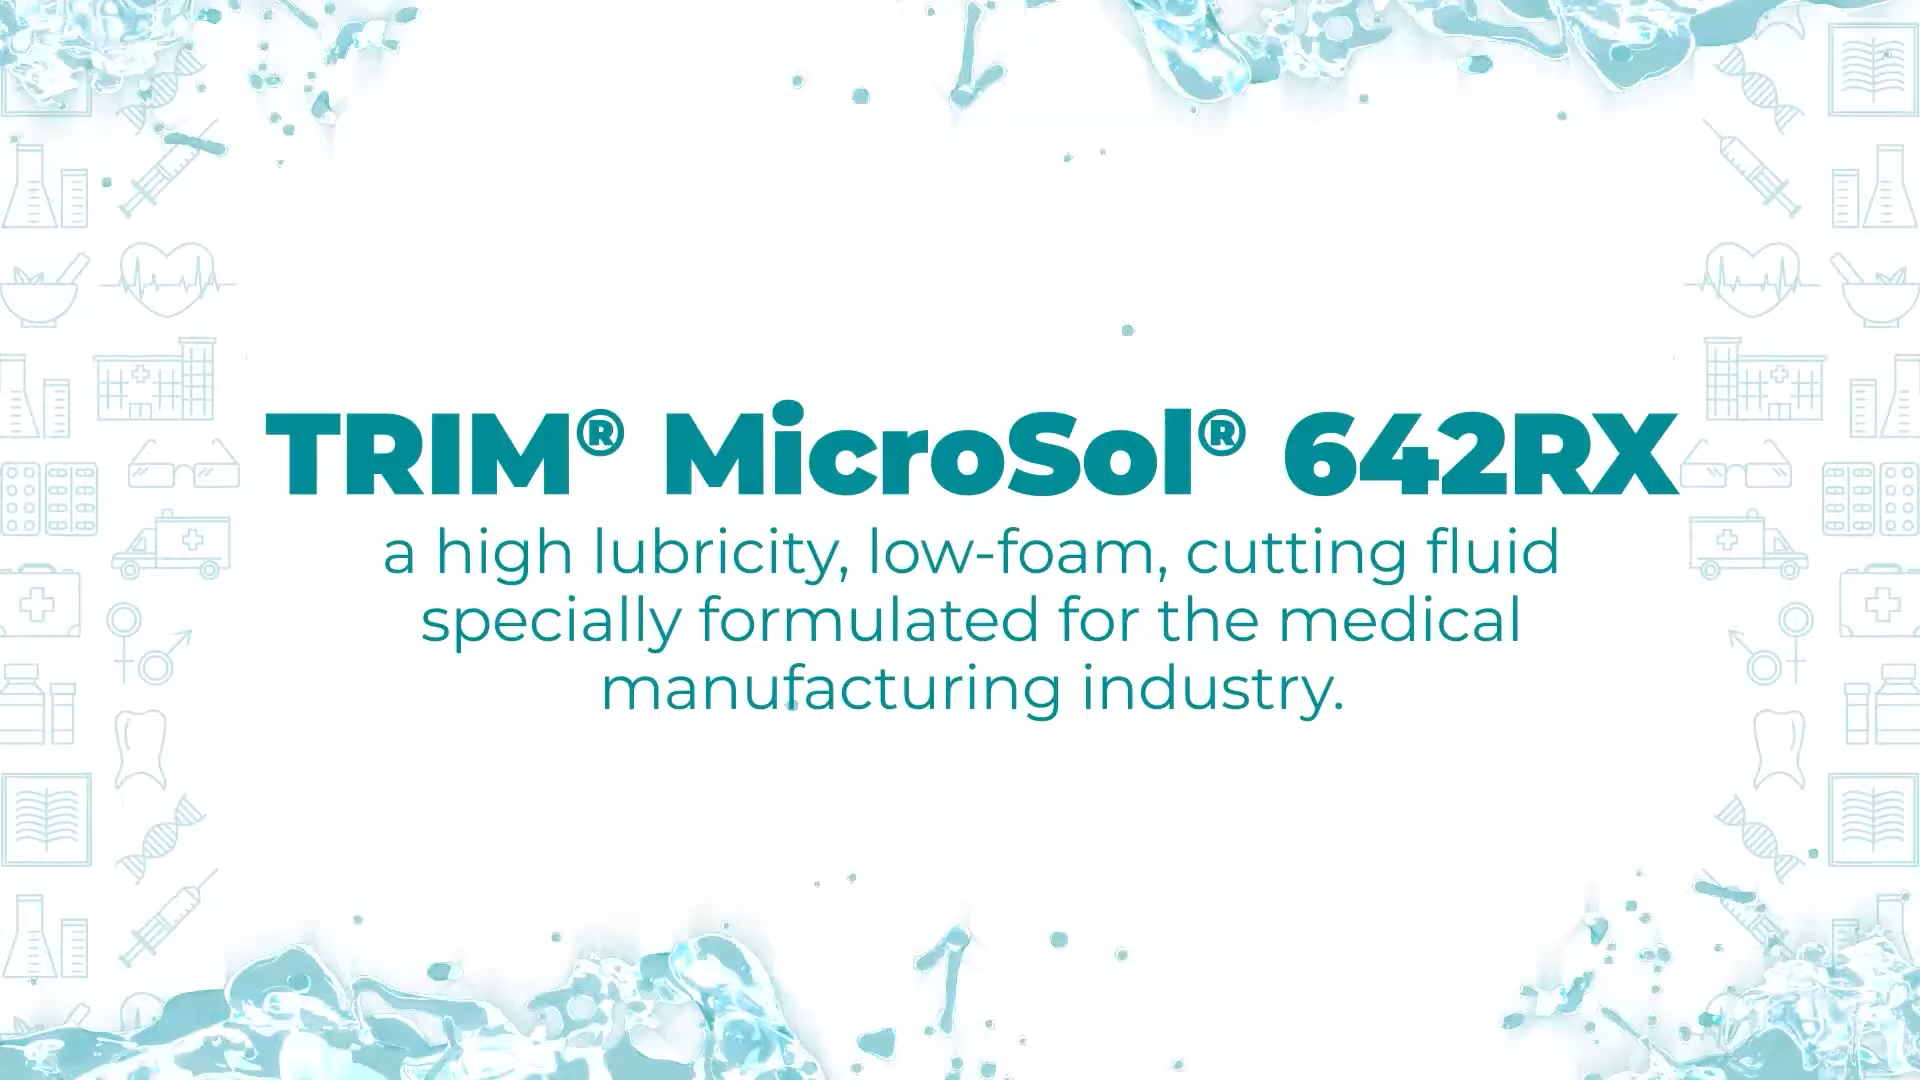 TRIM® MicroSol® 642RX
a high lubricity, low-foam, cutting fluid
specially formulated for the medical
manufacturing industry.